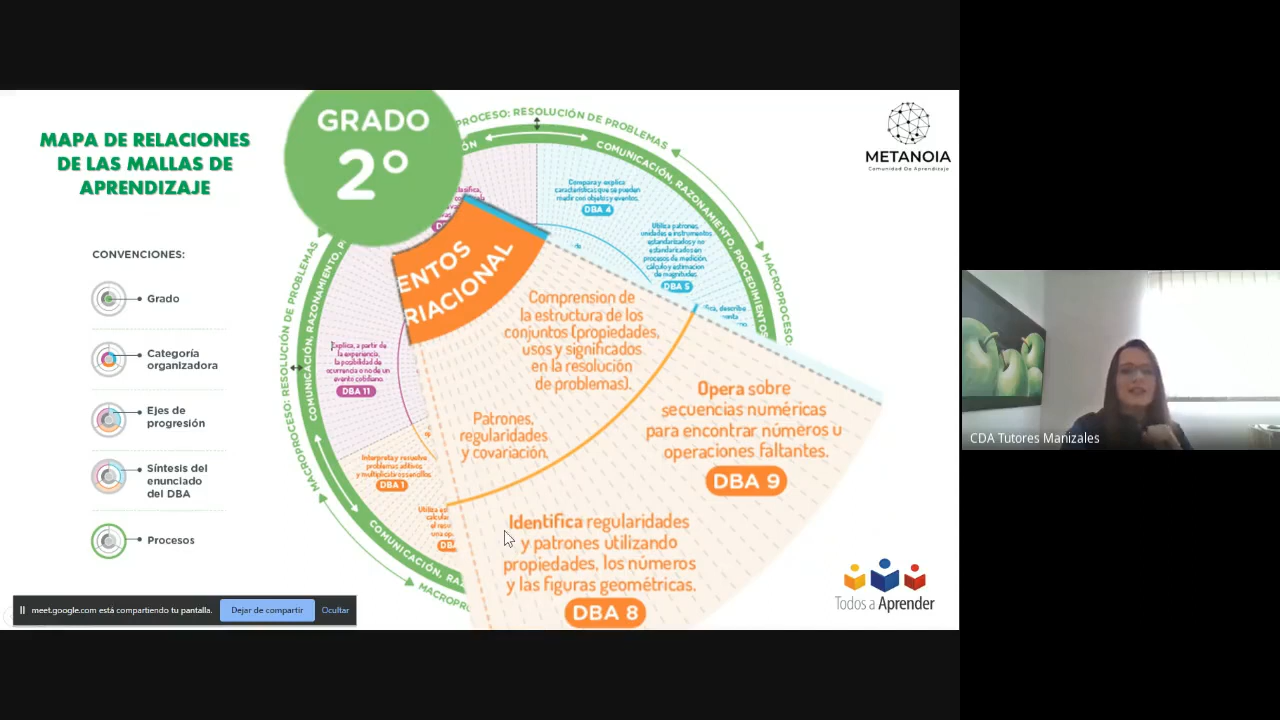 MAPA DE RELACIONES
DE LAS MALLAS DE
APRENDIZAJE
CONVENCIONES:
Grado
Categoría
organizadora
Ejes de
progresión
Síntesis del
enunciado
del DBA
Procesos
GRADO
2°
PROCESO: RESOLUCIÓN DE PROBLEMAS
COMUNICACIÓN, RAZONAMIENTO, PROCEDIMIENTOS
MACROPROCESO:
MACROPROCESO: RESOLUCIÓN DE PROBLEMAS
COMUNICACIÓN, RAZONAMIENTO, P
COMUNICACIÓN, RA
MACROPRO
Compara y explica
características que se pueden
medir con objetos y eventos.
DBA 4
Utiliza patrones,
unidades e instrumentos
estandarizados y no
estandarizados en
procesos de medición,
cálculo y estimación
de magnitudes.
DBA 5
Explica, a partir de
la experiencia,
la posibilidad de
ocurrencia o no de un
evento cotidiano.
DBA 11
Interpreta y resuelve
problemas aditivos
y multiplicativos sencillos.
DBA 1
ENTOS
RIACIONAL
Comprensión de
la estructura de los
conjuntos (propiedades,
usos y significados
en la resolución
de problemas).
Patrones,
regularidades
y covariación.
Opera sobre
secuencias numéricas
para encontrar números u
operaciones faltantes.
DBA 9
Identifica regularidades
y patrones utilizando
propiedades, los números
y las figuras geométricas.
DBA 8
METANOIA
Comunidad De Aprendizaje
Todos a Aprender
meet.google.com está compartiendo tu pantalla.
Dejar de compartir
Ocultar
CDA Tutores Manizales